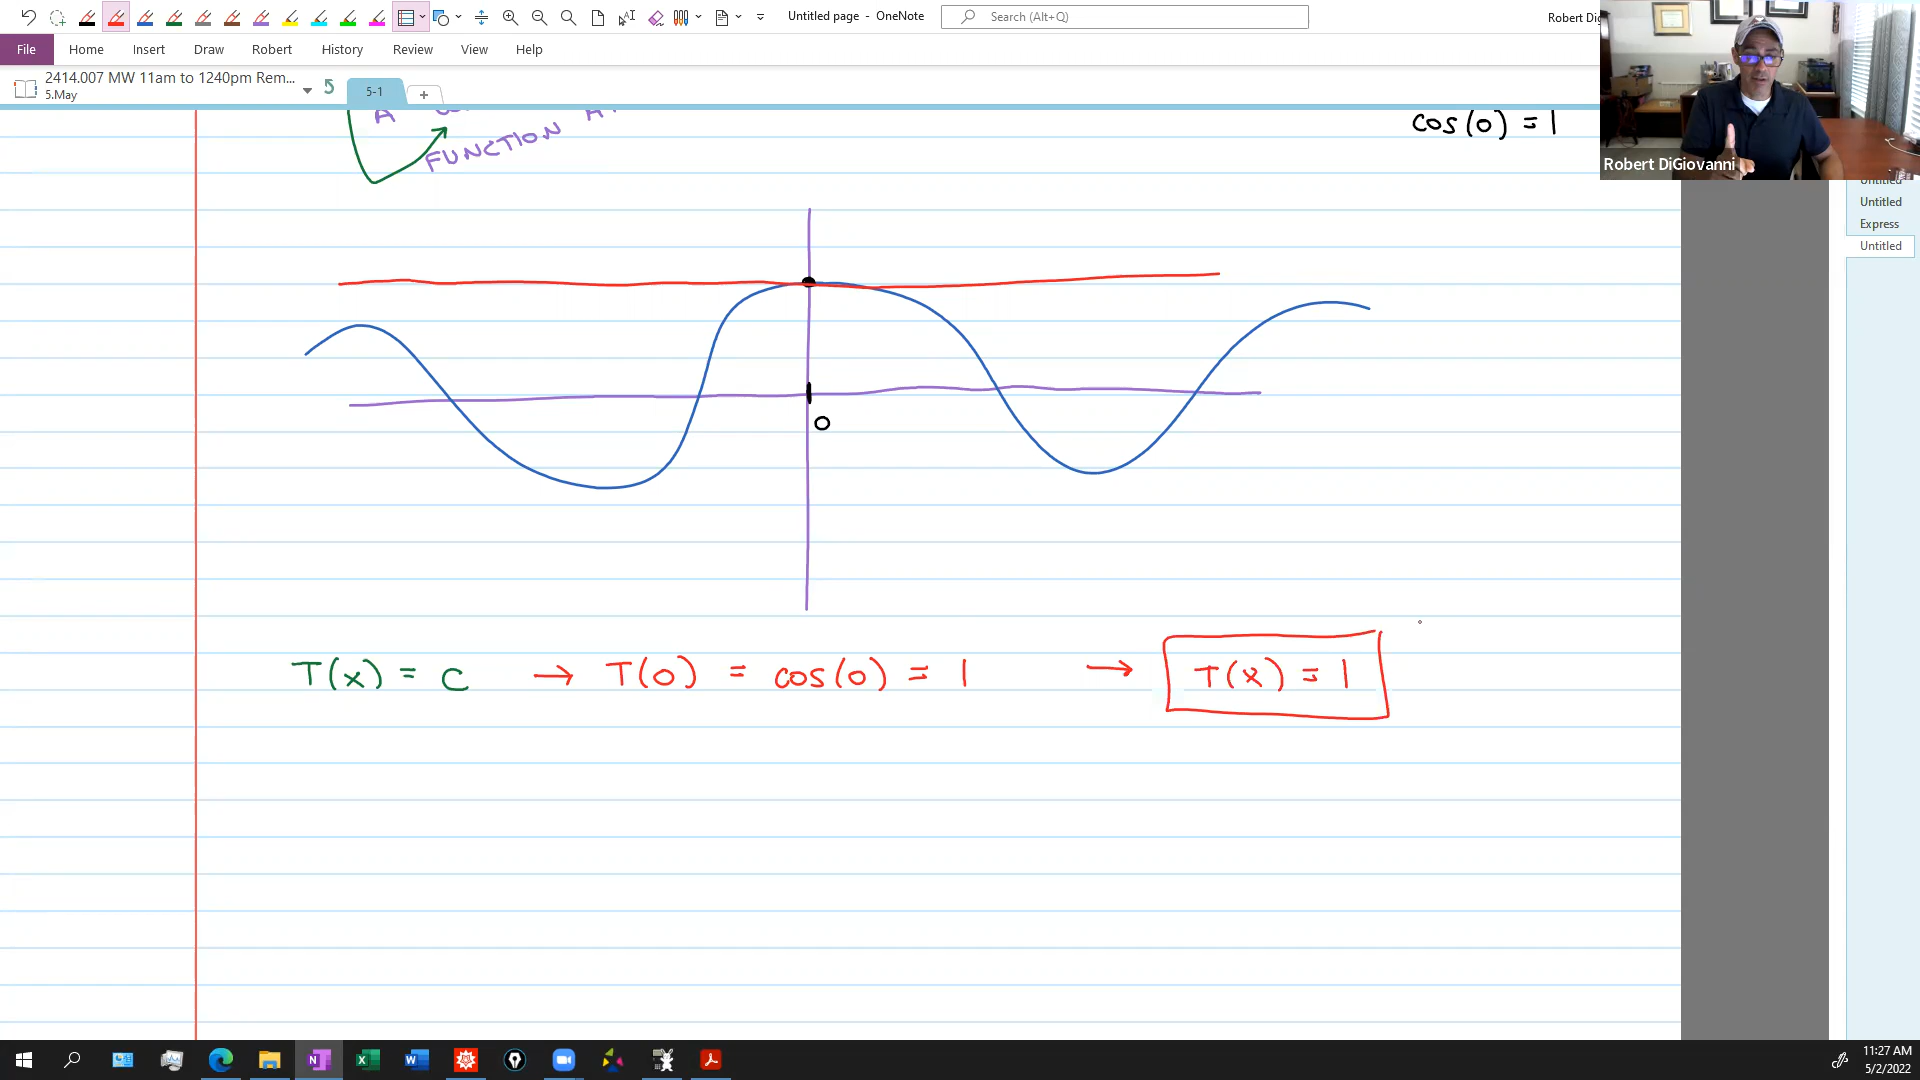 Untitled page - OneNote
Search (Alt+Q)
File Home Insert Draw Robert History Review View Help
2414.007 MW 11am to 1240pm Rem...
5.May
5-1
Robert DiGiovanni
A
FUNCTION
cos(0) = 1
Untitled
Untitled
Express
Untitled
0
T(x) = c → T(0) = cos(0) = 1 → T(x) = 1
11:27 AM
5/2/2022